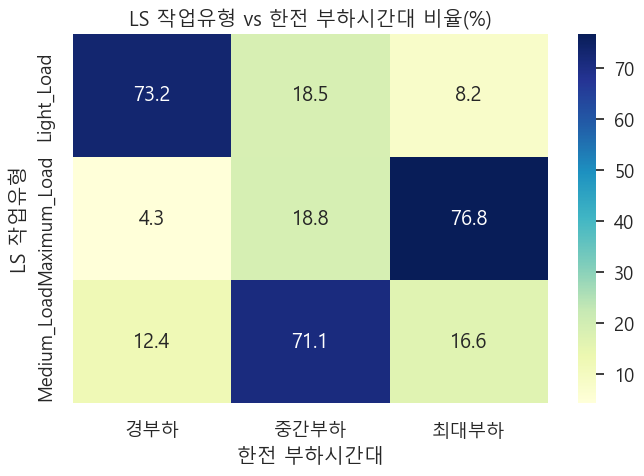 LS 작업유형 vs 한전 부하시간대 비율(%)
LS 작업유형
Light_Load
73.2 18.5 8.2
Maximum_Load
4.3 18.8 76.8
Medium_Load
12.4 71.1 16.6
경부하 중간부하 최대부하
한전 부하시간대
70
60
50
40
30
20
10